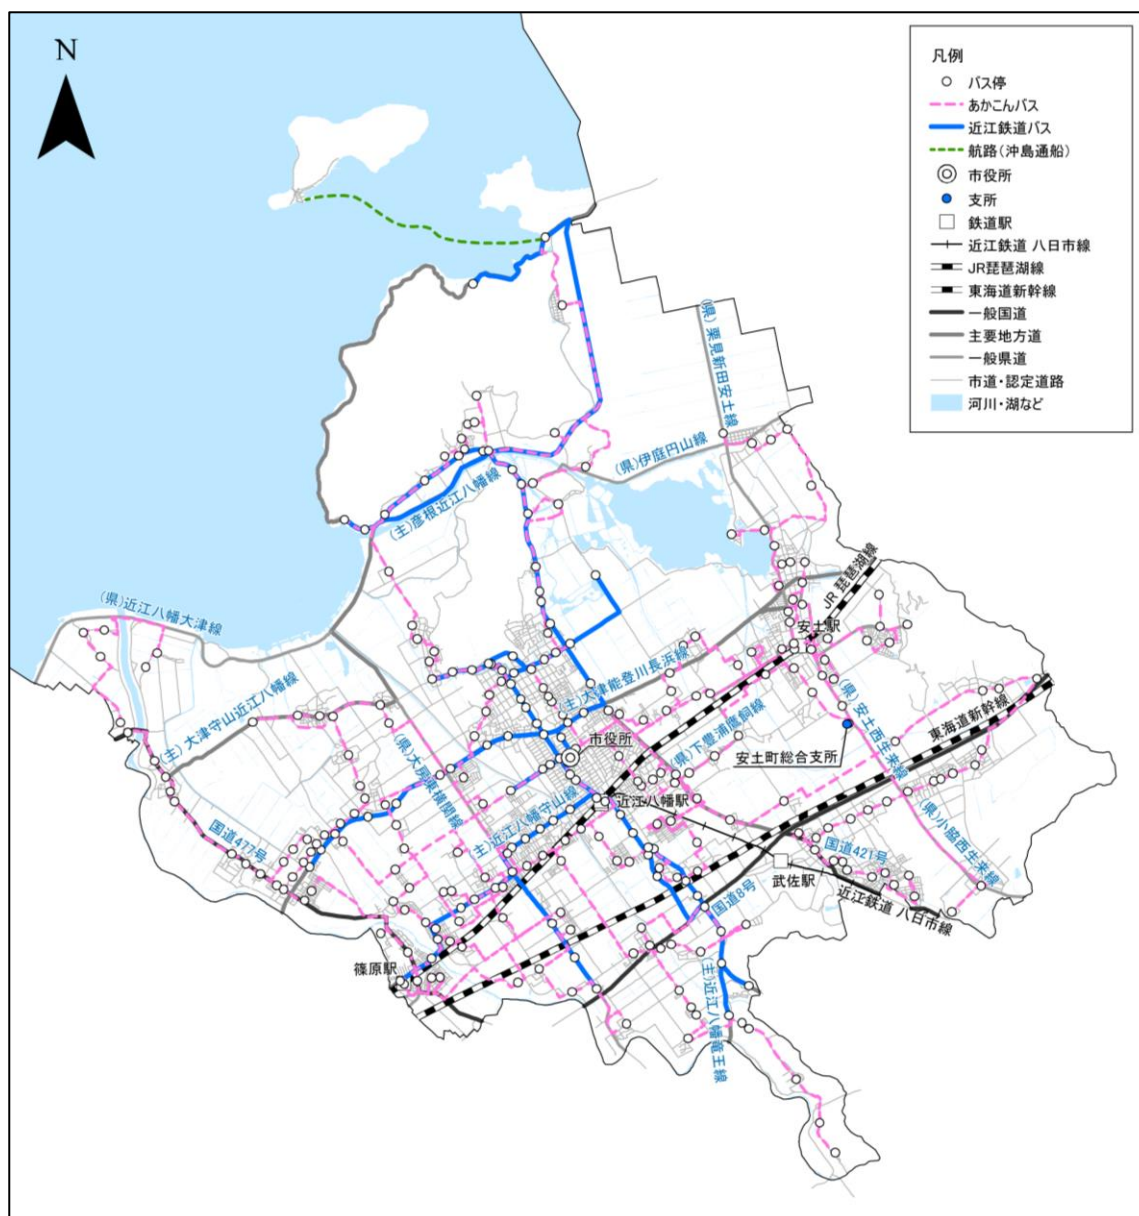 N
凡例
バス停
あかこんバス
近江鉄道バス
航路(沖島通船)
市役所
支所
鉄道駅
近江鉄道 八日市線
JR琵琶湖線
東海道新幹線
一般国道
主要地方道
一般県道
市道・認定道路
河川・湖など
(県)栗見新田安土線
(県)伊庭円山線
(主)彦根近江八幡線
JR 琵琶湖線
(県)近江八幡大津線
安土駅
(主)大津能登川長浜線
(主)大津守山近江八幡線
(県)大房東横関線
市役所
(県)下豊浦鷹飼線
安土町総合支所
(県)安土西生来線
東海道新幹線
近江八幡駅
主)近江八幡守山線
(県)小脇西生来線
国道477号
国道421号
武佐駅
近江鉄道 八日市線
国道8号
篠原駅
(主)近江八幡竜王線